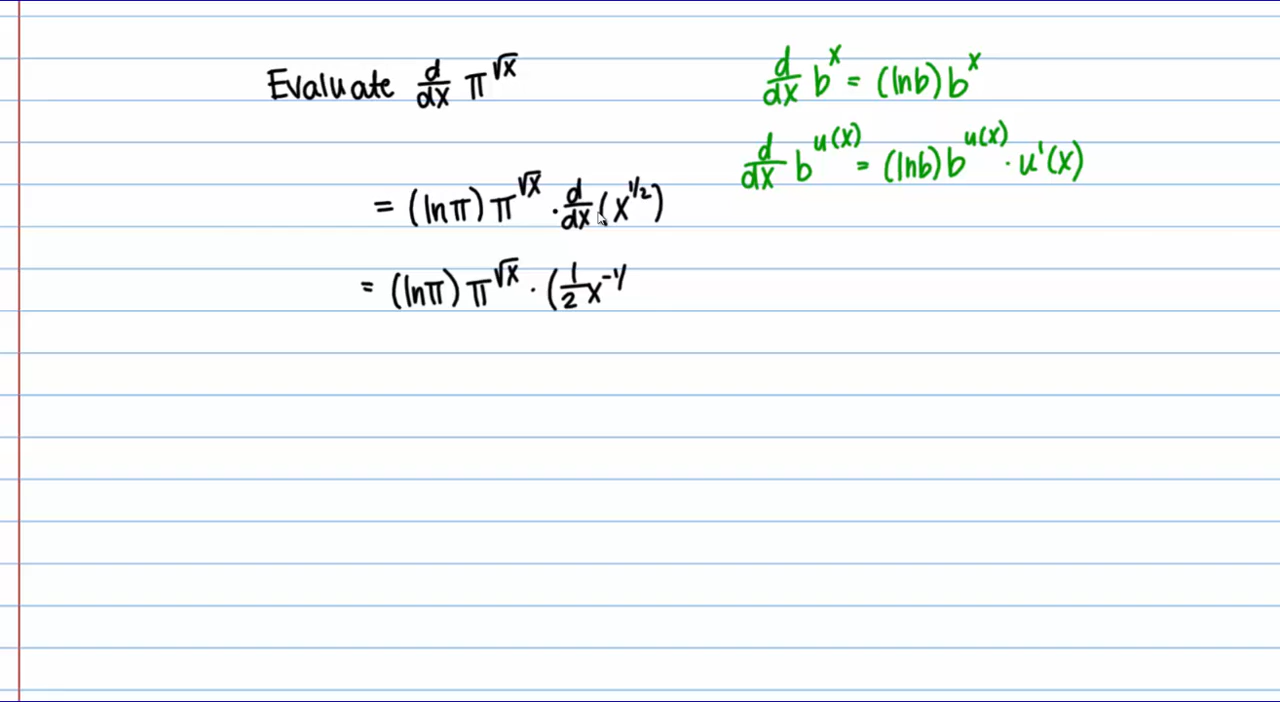 Evaluate d/dx π^√x
d/dx b^x = (ln b) b^x
d/dx b^u(x) = (ln b) b^u(x) · u'(x)
= (ln π) π^√x · d/dx (x^1/2)
= (ln π) π^√x · (1/2 x^-1/